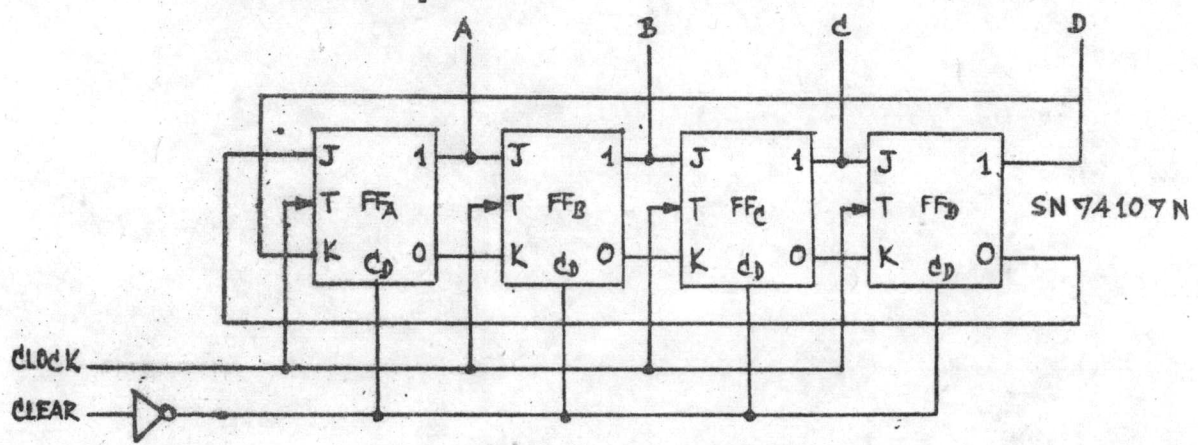 A B C D
J 1 J 1 J 1 J 1
T FFA T FFB T FFC T FFD SN74107N
K CD 0 K CD 0 K CD 0 K CD 0
CLOCK
CLEAR